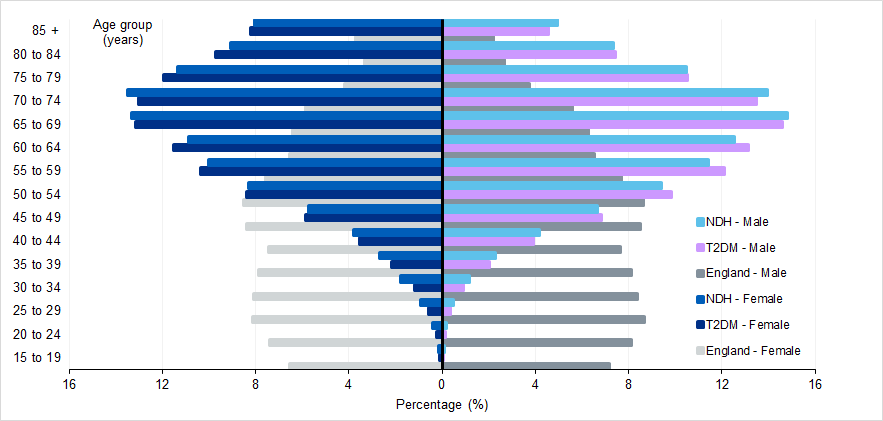 Age group
(years)
85 +
80 to 84
75 to 79
70 to 74
65 to 69
60 to 64
55 to 59
50 to 54
45 to 49
40 to 44
35 to 39
30 to 34
25 to 29
20 to 24
15 to 19
NDH - Male
T2DM - Male
England - Male
NDH - Female
T2DM - Female
England - Female
16 12 8 4 0 4 8 12 16
Percentage (%)